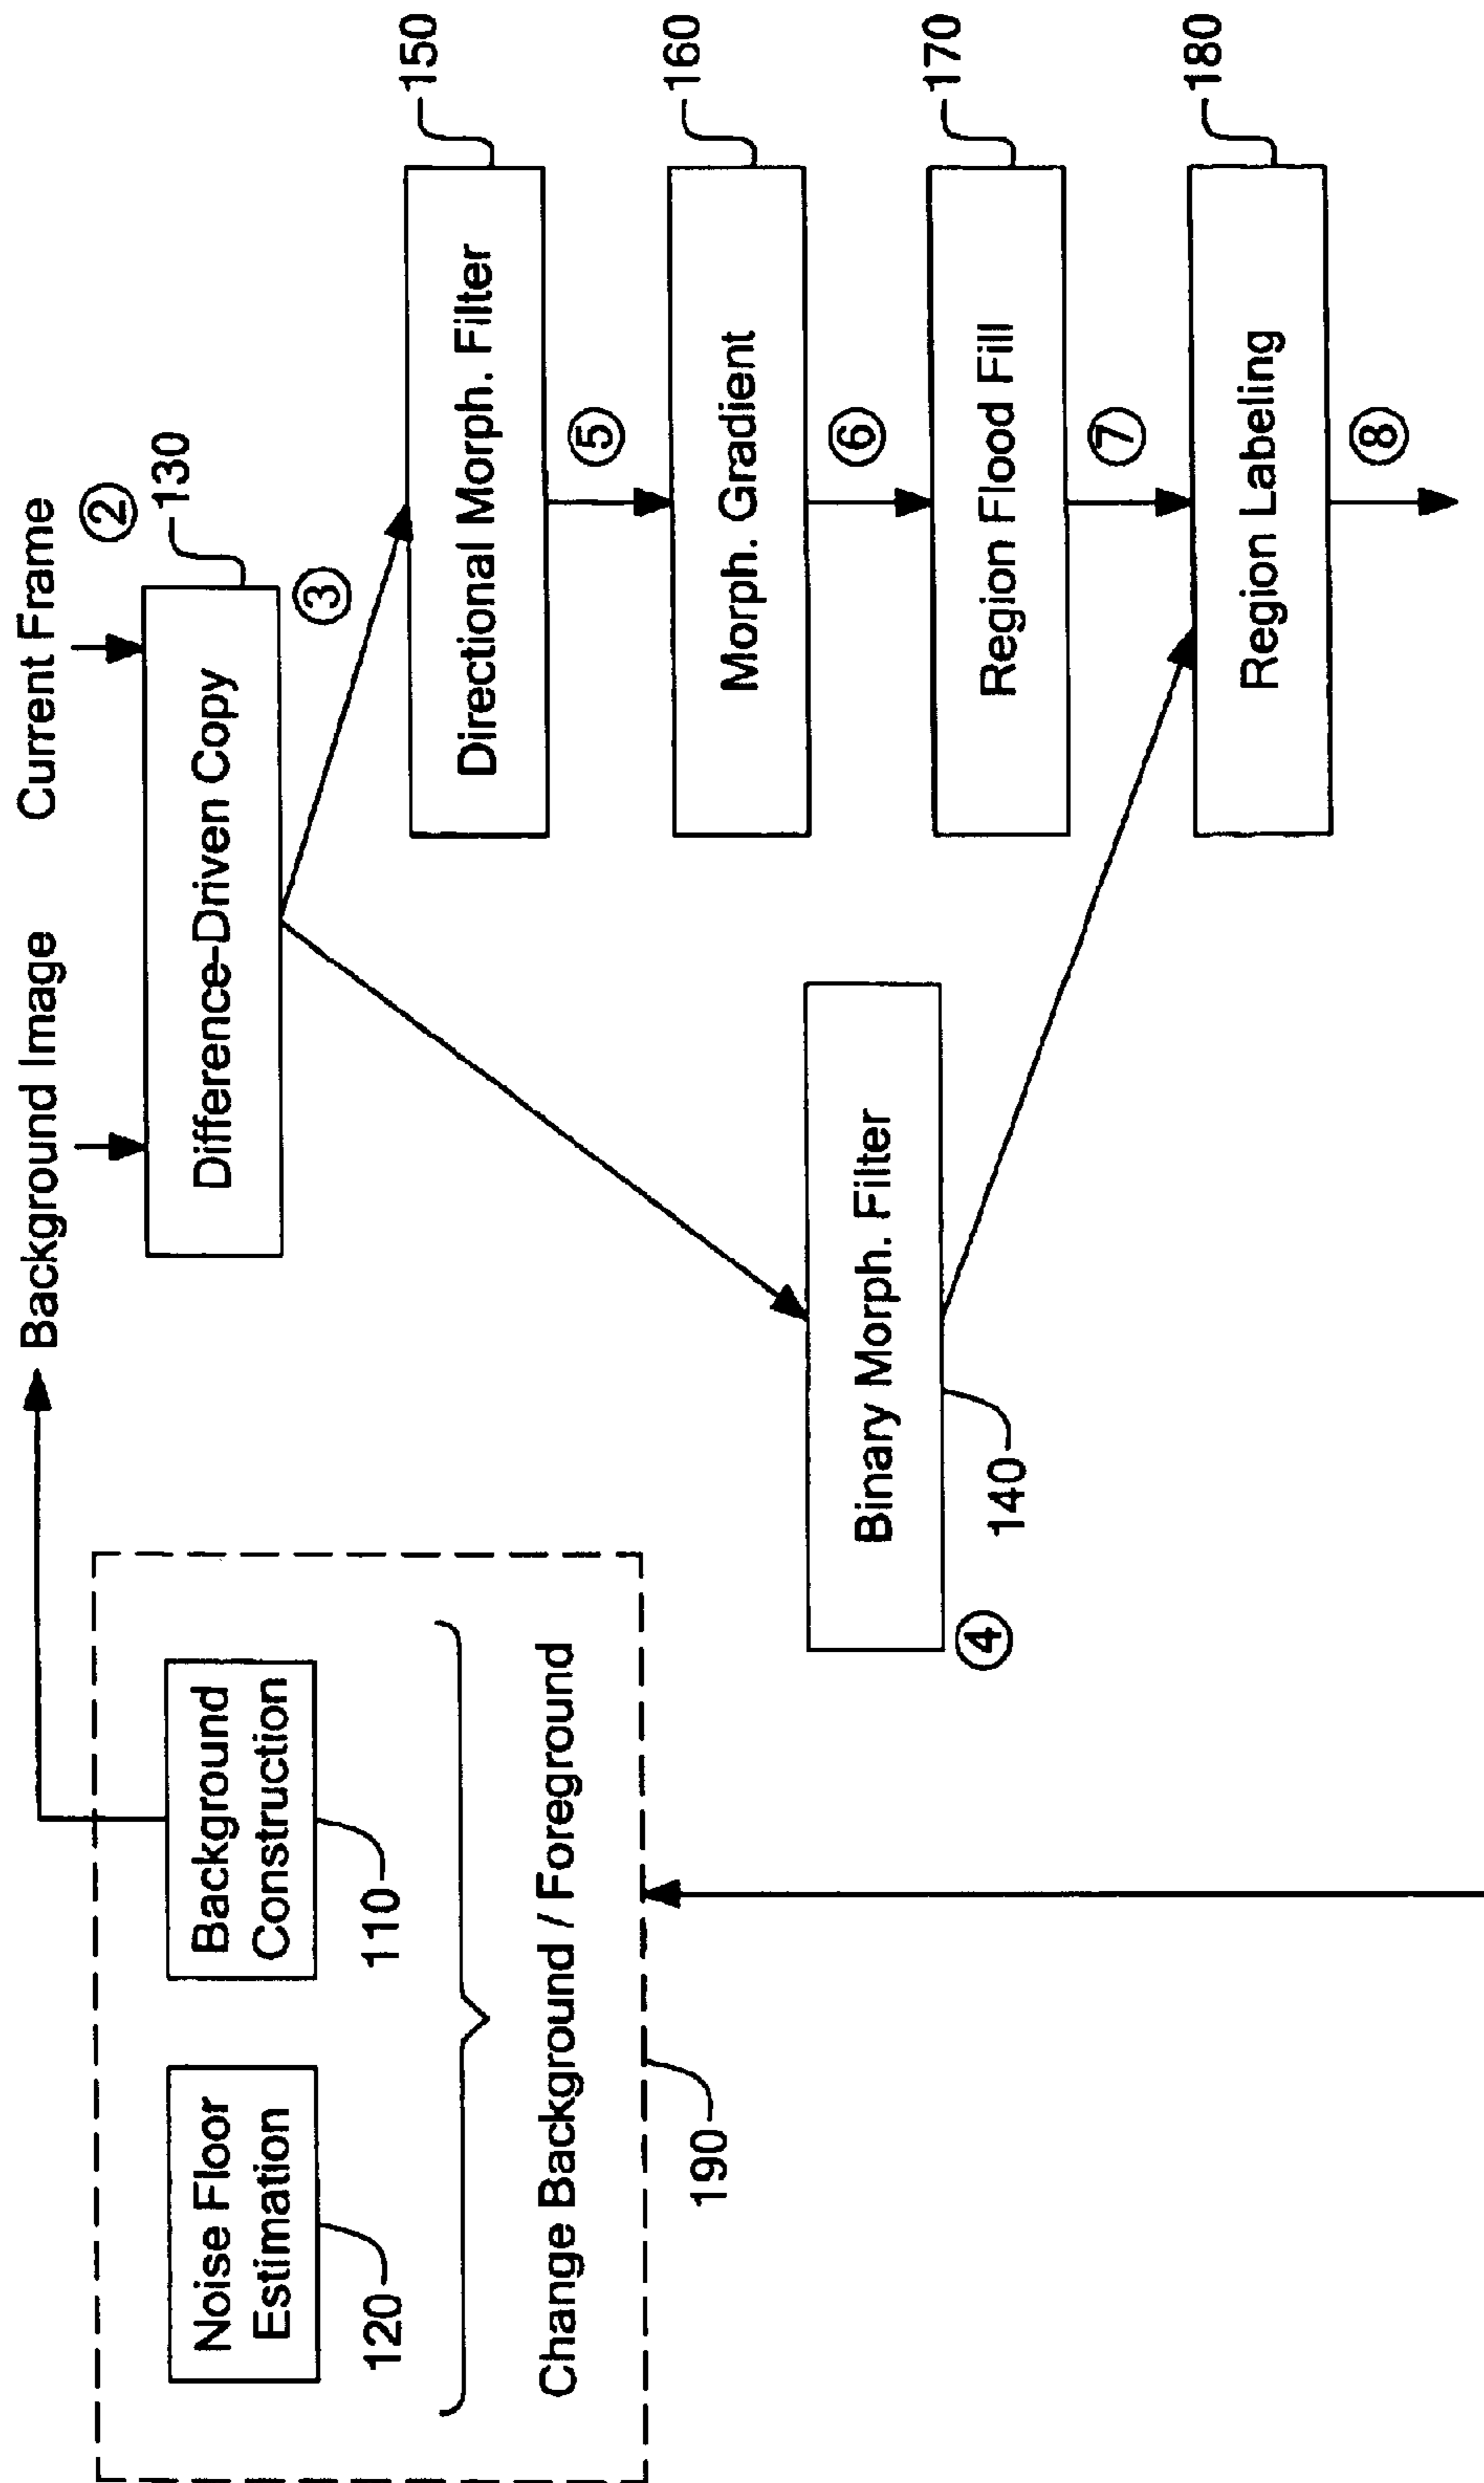 Background Image
Current Frame
②
130
Difference-Driven Copy
③
Noise Floor
Estimation
120
Background
Construction
110
Change Background / Foreground
190
150
Directional Morph. Filter
⑤
160
Morph. Gradient
⑥
Binary Morph. Filter
140
④
170
Region Flood Fill
⑦
180
Region Labeling
⑧